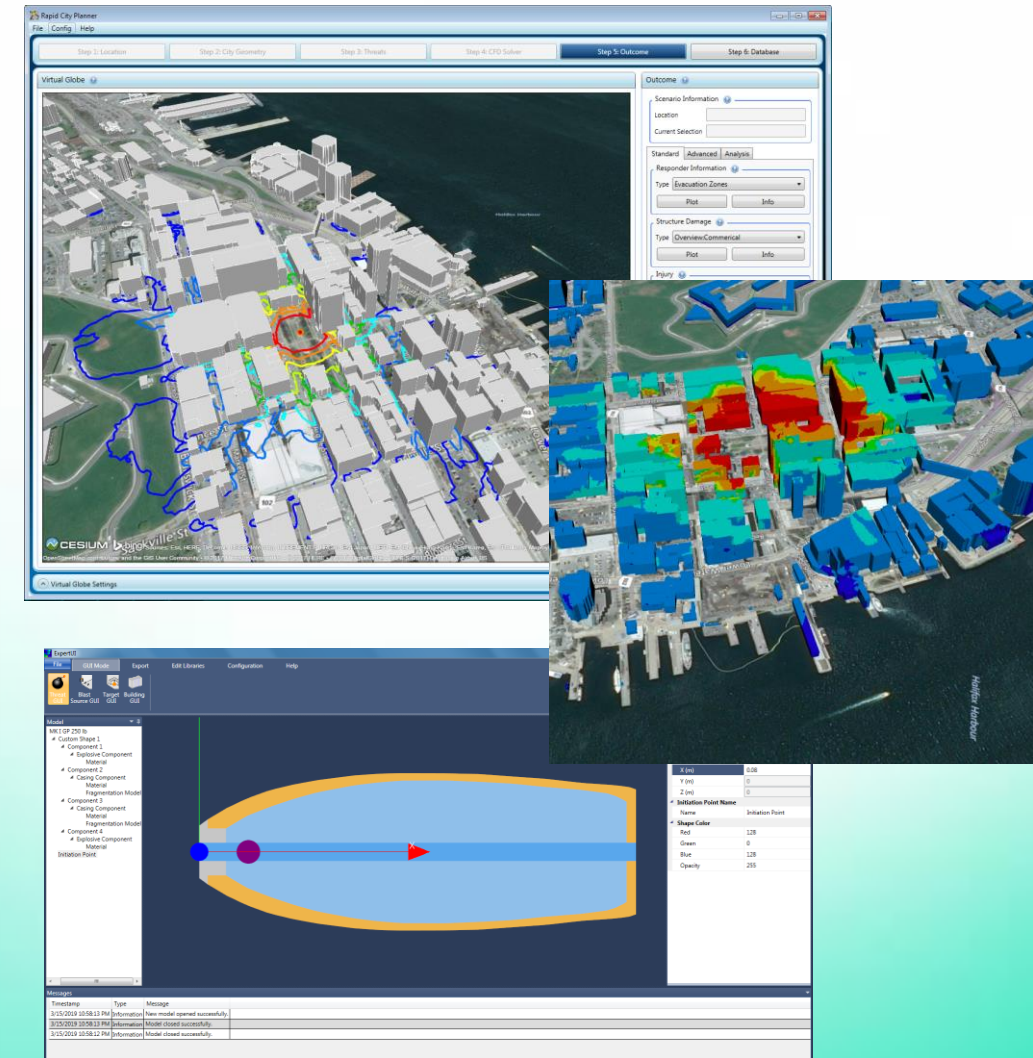 Rapid City Planner
File Config Help
Step 1: Location
Step 2: City Geometry
Step 3: Threats
Step 4: CFD Solver
Step 5: Outcome
Step 6: Database
Virtual Globe
Outcome
Scenario Information
Location
Current Selection
Standard Advanced Analysis
Responder Information
Type Evacuation Zones
Plot Info
Structure Damage
Type Overview:Commerical
Plot Info
Injury
Halifax Harbour
102
CESIUM
Virtual Globe Settings
Halifax Harbour
ExpertUI
File GUI Mode Export Edit Libraries Configuration Help
Blast Source GUI
Target GUI
Building GUI
Model
MK I GP 250 lb
Custom Shape 1
Component 1
Explosive Component
Material
Component 2
Casing Component
Material
Fragmentation Model
Component 3
Casing Component
Material
Fragmentation Model
Component 4
Explosive Component
Material
Initiation Point
X
X (m) 0.08
Y (m) 0
Z (m) 0
Initiation Point Name
Name Initiation Point
Shape Color
Red 128
Green 0
Blue 128
Opacity 255
Messages
Timestamp Type Message
3/15/2019 10:58:13 PM Information New model opened successfully.
3/15/2019 10:58:13 PM Information Model closed successfully.
3/15/2019 10:58:12 PM Information Model closed successfully.